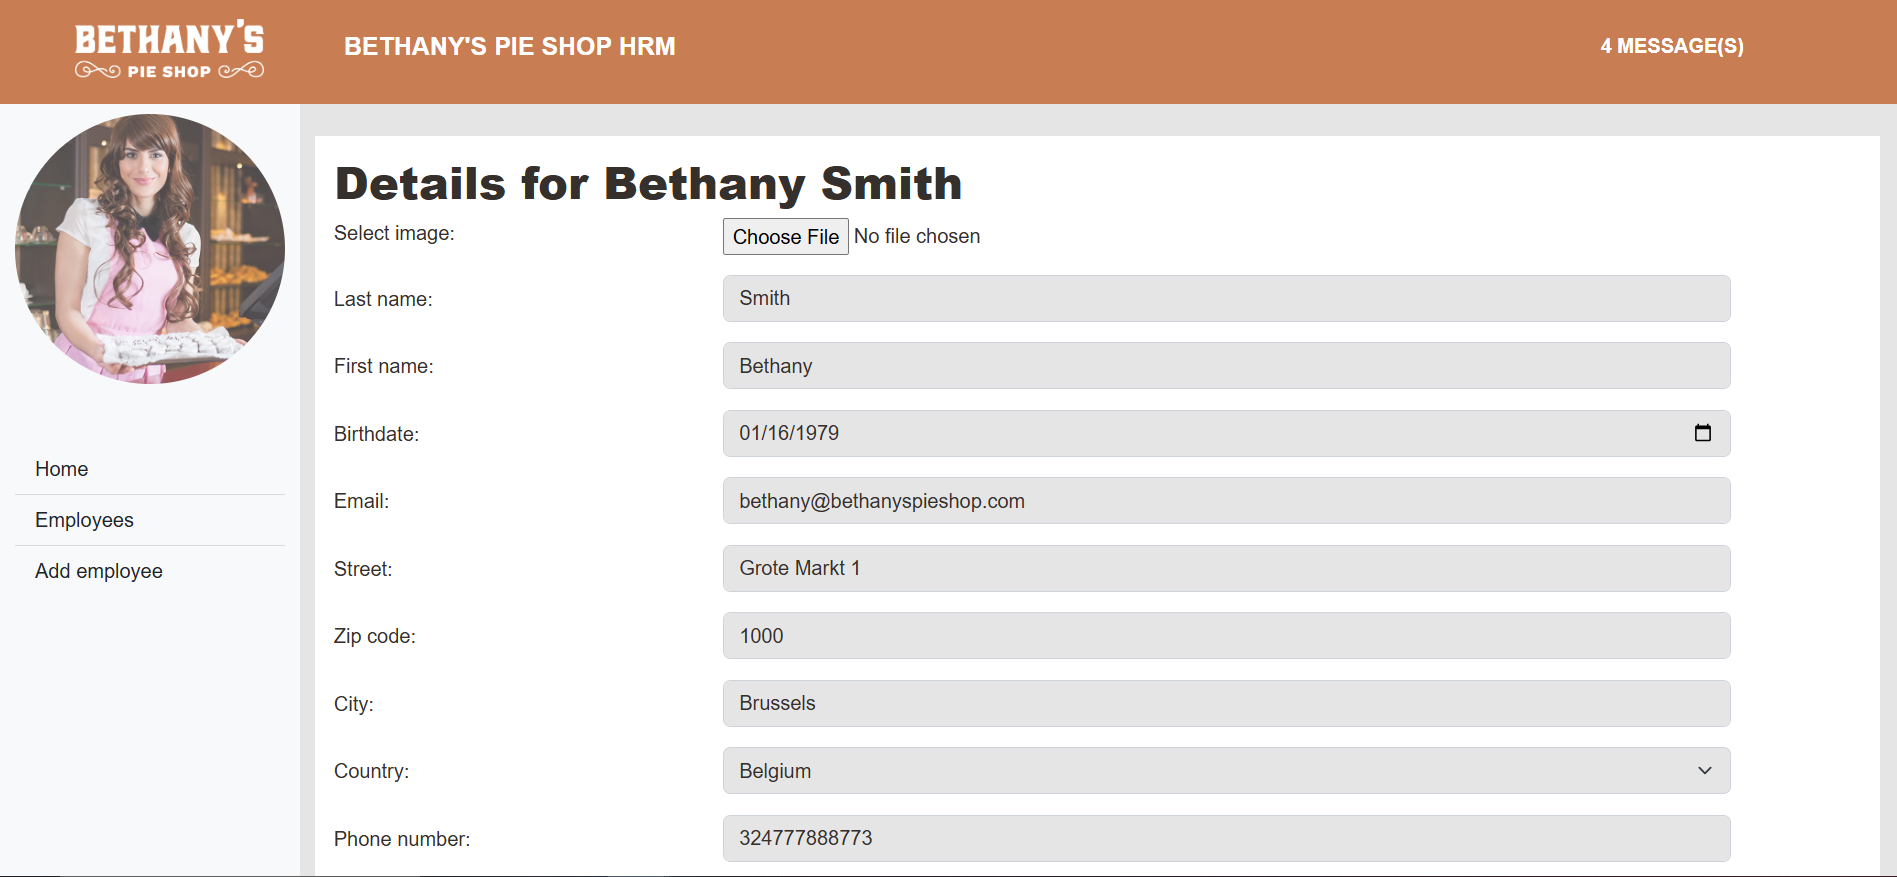 BETHANY'S
PIE SHOP
BETHANY'S PIE SHOP HRM
4 MESSAGE(S)
Home
Employees
Add employee
Details for Bethany Smith
Select image: Choose File No file chosen
Last name: Smith
First name: Bethany
Birthdate: 01/16/1979
Email: bethany@bethanyspieshop.com
Street: Grote Markt 1
Zip code: 1000
City: Brussels
Country: Belgium
Phone number: 324777888773